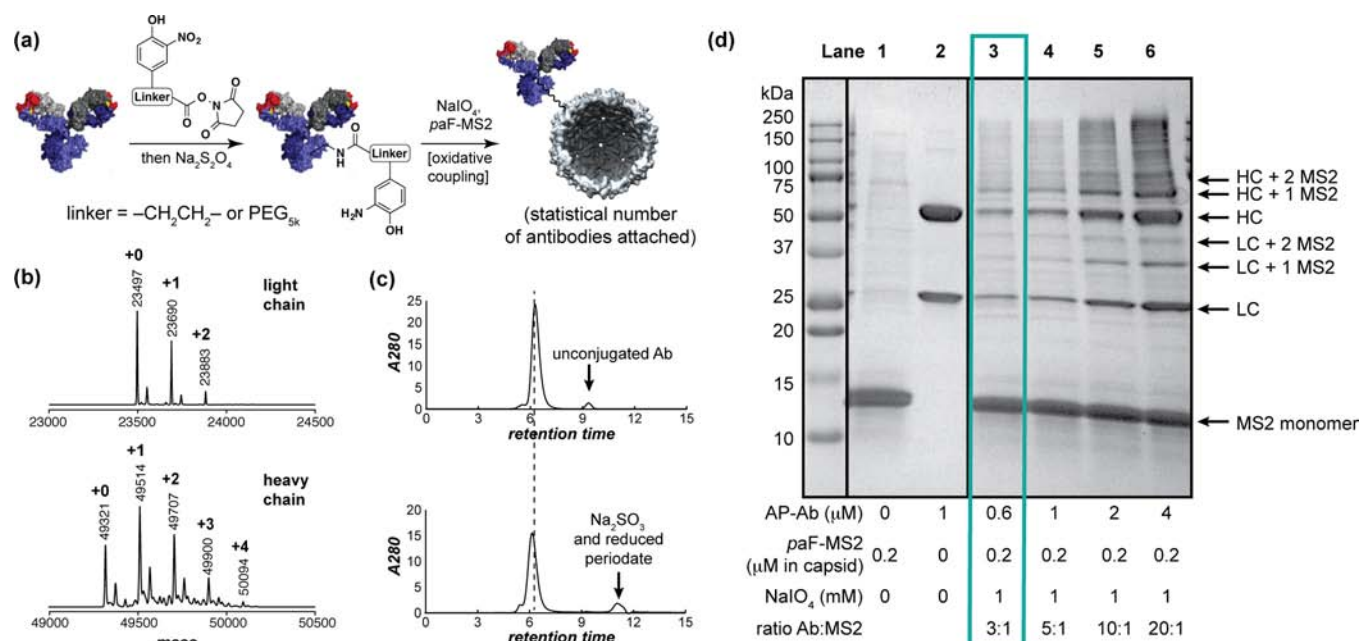 (a)
OH
NO₂
Linker
O
O
N
O
O
then Na₂S₂O₄
linker = –CH₂CH₂– or PEG₅ₖ
O
N
H
Linker
H₂N
OH
NaIO₄,
paF-MS2
[oxidative
coupling]
(statistical number
of antibodies attached)
(b)
+0
+1
+2
23497
23690
23883
light
chain
23000 23500 24000 24500
+0
+1
+2
+3
+4
49321
49514
49707
49900
50094
heavy
chain
49000 49500 50000 50500
(c)
25
20
15
10
5
0
A280
unconjugated Ab
0 3 6 9 12 15
retention time
25
20
15
10
5
0
A280
Na₂SO₃
and reduced
periodate
0 3 6 9 12 15
retention time
(d)
Lane 1 2 3 4 5 6
kDa
250
150
100
75
50
37
25
20
15
10
HC + 2 MS2
HC + 1 MS2
HC
LC + 2 MS2
LC + 1 MS2
LC
MS2 monomer
AP-Ab (μM) 0 1 0.6 1 2 4
paF-MS2
(μM in capsid) 0.2 0 0.2 0.2 0.2 0.2
NaIO₄ (mM) 0 0 1 1 1 1
ratio Ab:MS2 3:1 5:1 10:1 20:1